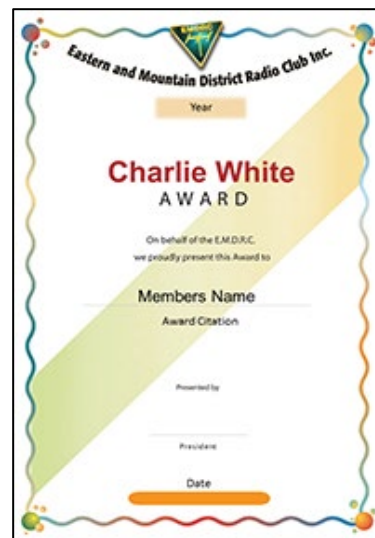 EMDRC
Eastern and Mountain District Radio Club Inc.
Year
Charlie White
AWARD
On behalf of the E.M.D.R.C.
we proudly present this Award to
Members Name
Award Citation
Presented by
President
Date